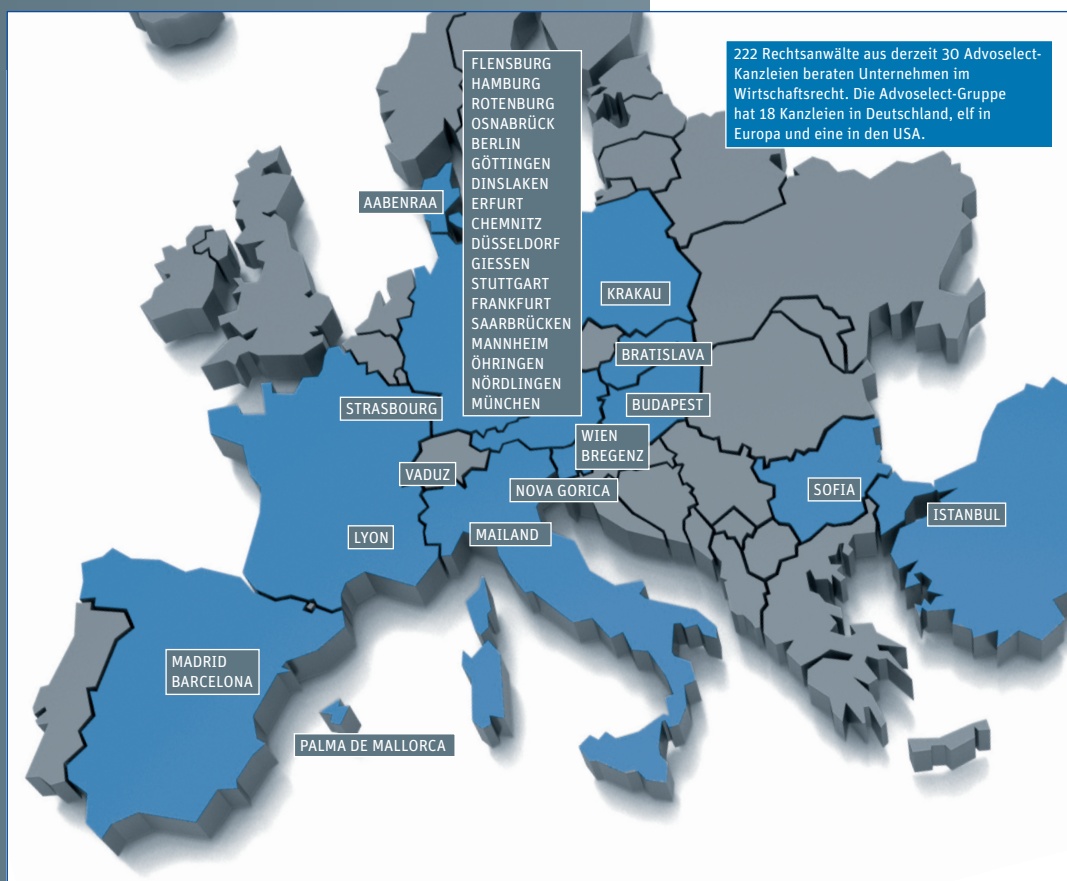 222 Rechtsanwälte aus derzeit 30 Advoselect-
Kanzleien beraten Unternehmen im
Wirtschaftsrecht. Die Advoselect-Gruppe
hat 18 Kanzleien in Deutschland, elf in
Europa und eine in den USA.
FLENSBURG
HAMBURG
ROTENBURG
OSNABRÜCK
BERLIN
GÖTTINGEN
DINSLAKEN
ERFURT
CHEMNITZ
DÜSSELDORF
GIESSEN
STUTTGART
FRANKFURT
SAARBRÜCKEN
MANNHEIM
ÖHRINGEN
NÖRDLINGEN
MÜNCHEN
AABENRAA
KRAKAU
BRATISLAVA
STRASBOURG
BUDAPEST
WIEN
BREGENZ
VADUZ
NOVA GORICA
SOFIA
ISTANBUL
LYON
MAILAND
MADRID
BARCELONA
PALMA DE MALLORCA